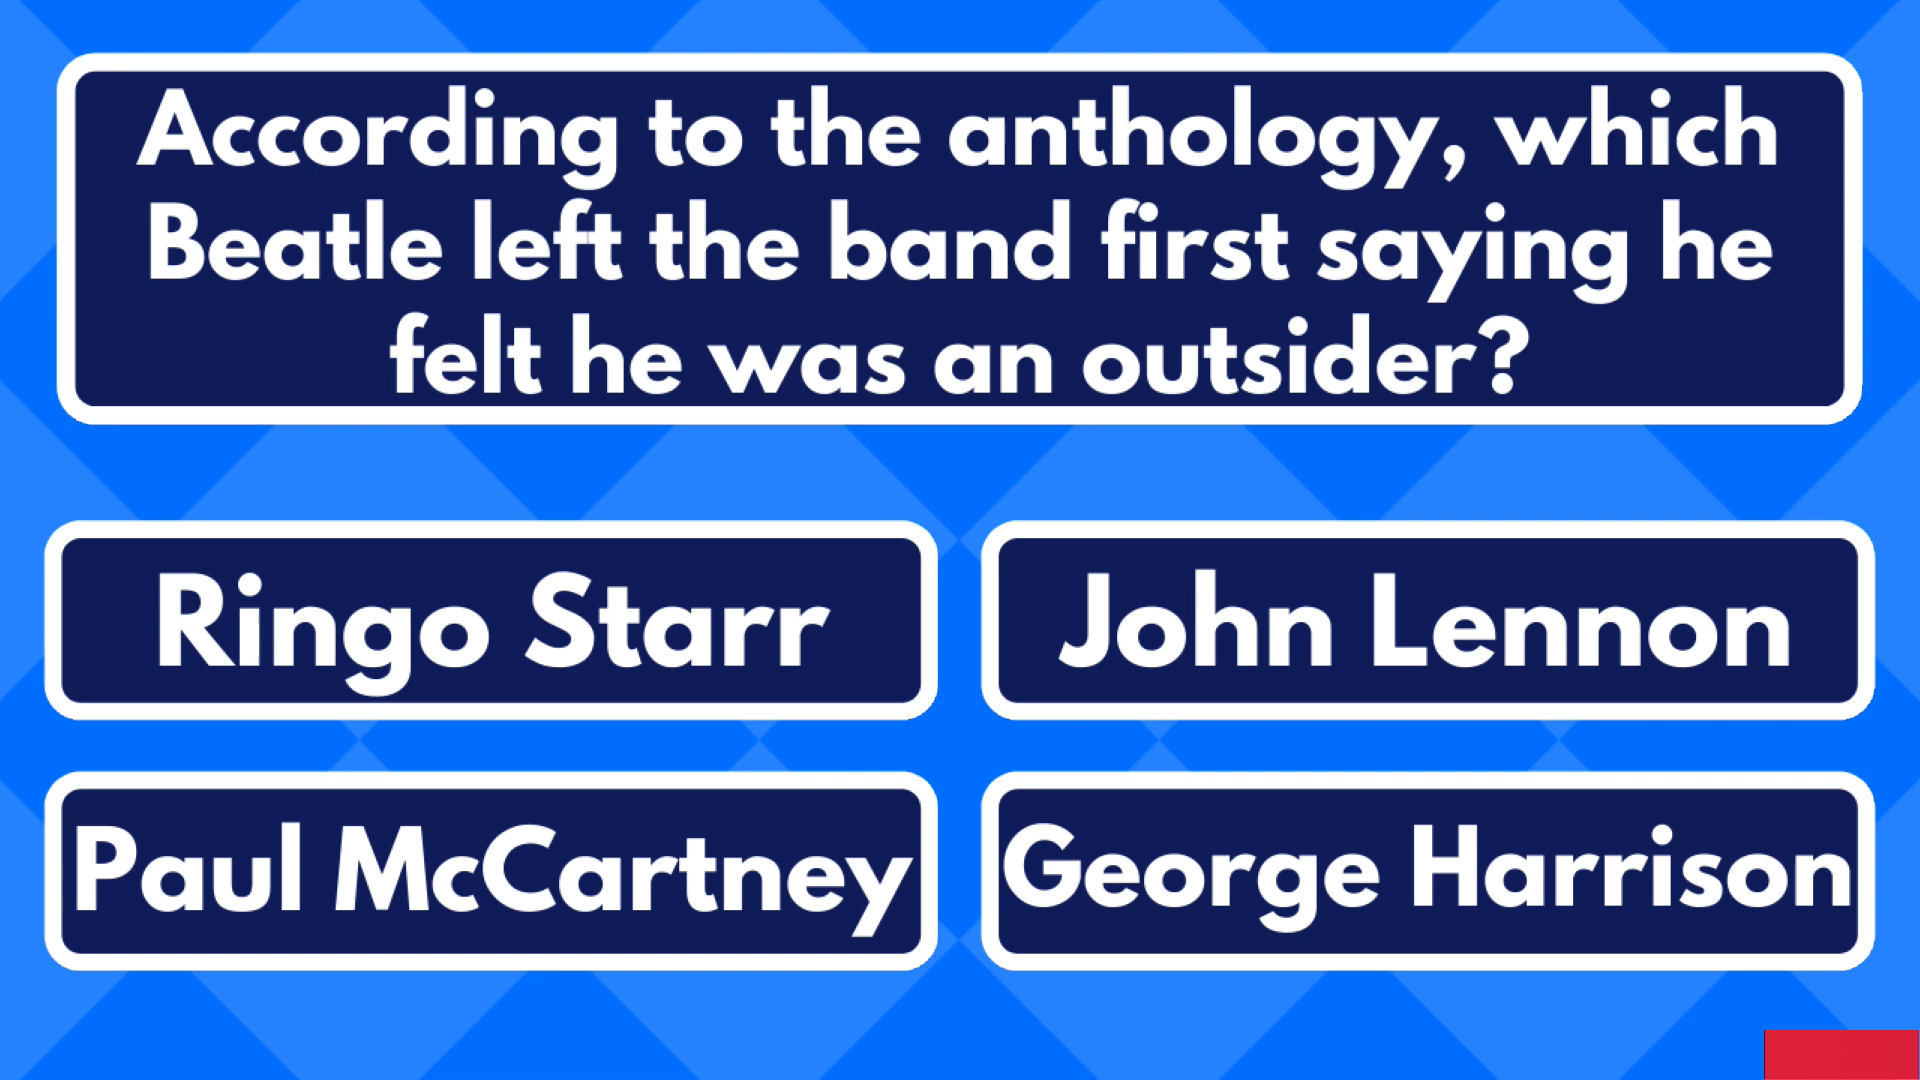 According to the anthology, which
Beatle left the band first saying he
felt he was an outsider?
Ringo Starr
John Lennon
Paul McCartney
George Harrison